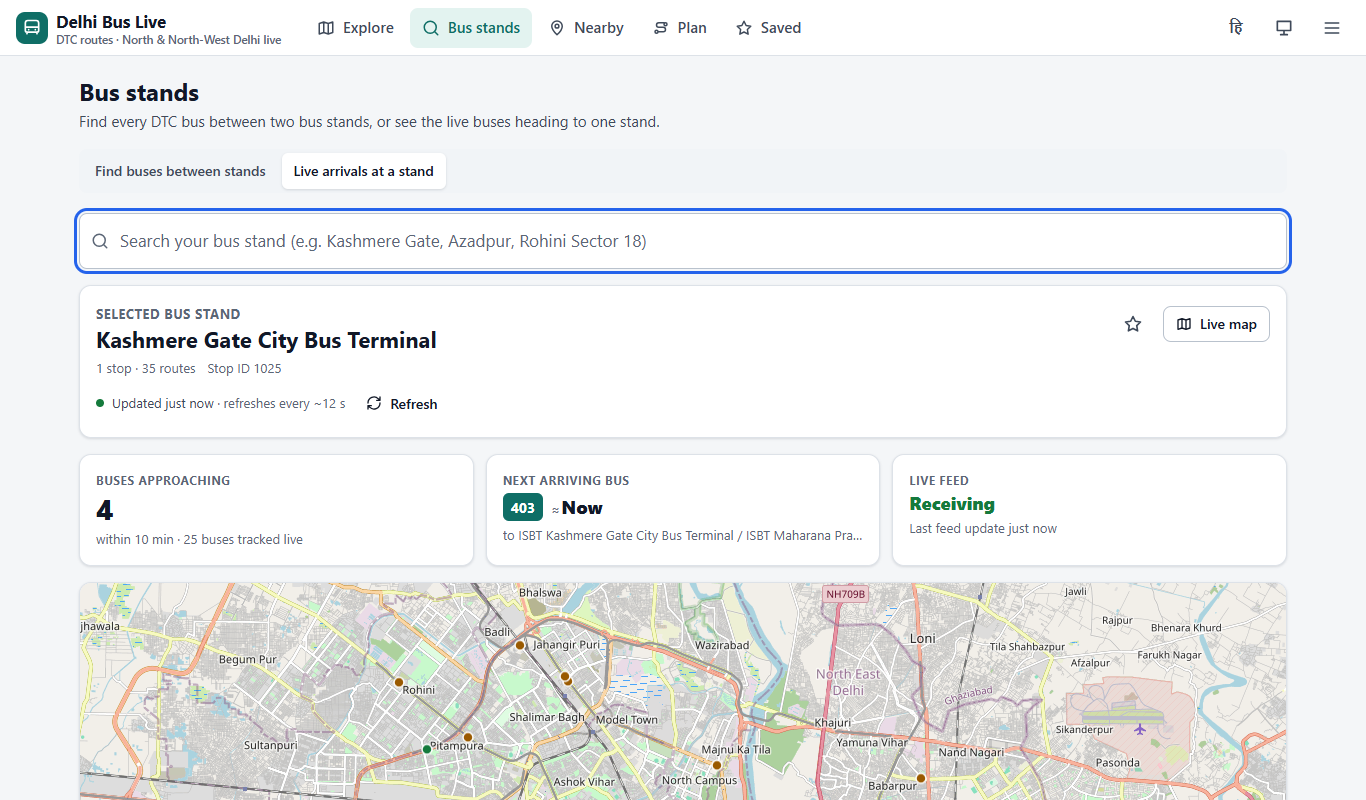 Delhi Bus Live
DTC routes · North & North-West Delhi live
Explore
Bus stands
Nearby
Plan
Saved
हि
Bus stands
Find every DTC bus between two bus stands, or see the live buses heading to one stand.
Find buses between stands
Live arrivals at a stand
Search your bus stand (e.g. Kashmere Gate, Azadpur, Rohini Sector 18)
SELECTED BUS STAND
Kashmere Gate City Bus Terminal
Live map
1 stop · 35 routes Stop ID 1025
Updated just now · refreshes every ~12 s
Refresh
BUSES APPROACHING
4
within 10 min · 25 buses tracked live
NEXT ARRIVING BUS
403 ≈ Now
to ISBT Kashmere Gate City Bus Terminal / ISBT Maharana Pra...
LIVE FEED
Receiving
Last feed update just now
Bhalswa
NH709B
Jawli
jhawala
Badli
Jahangir Puri
Wazirabad
Loni
Tila Shahbazpur
Rajpur
Bhenara Khurd
Begum Pur
Afzalpur
Farukh Nagar
Rohini
North East
Delhi
Ghaziabad
Shalimar Bagh
Model Town
Khajuri
Sikanderpur
Sultanpuri
Pitampura
Majnu Ka Tila
Yamuna Vihar
Nand Nagari
Pasonda
Ashok Vihar
North Campus
Babarpur